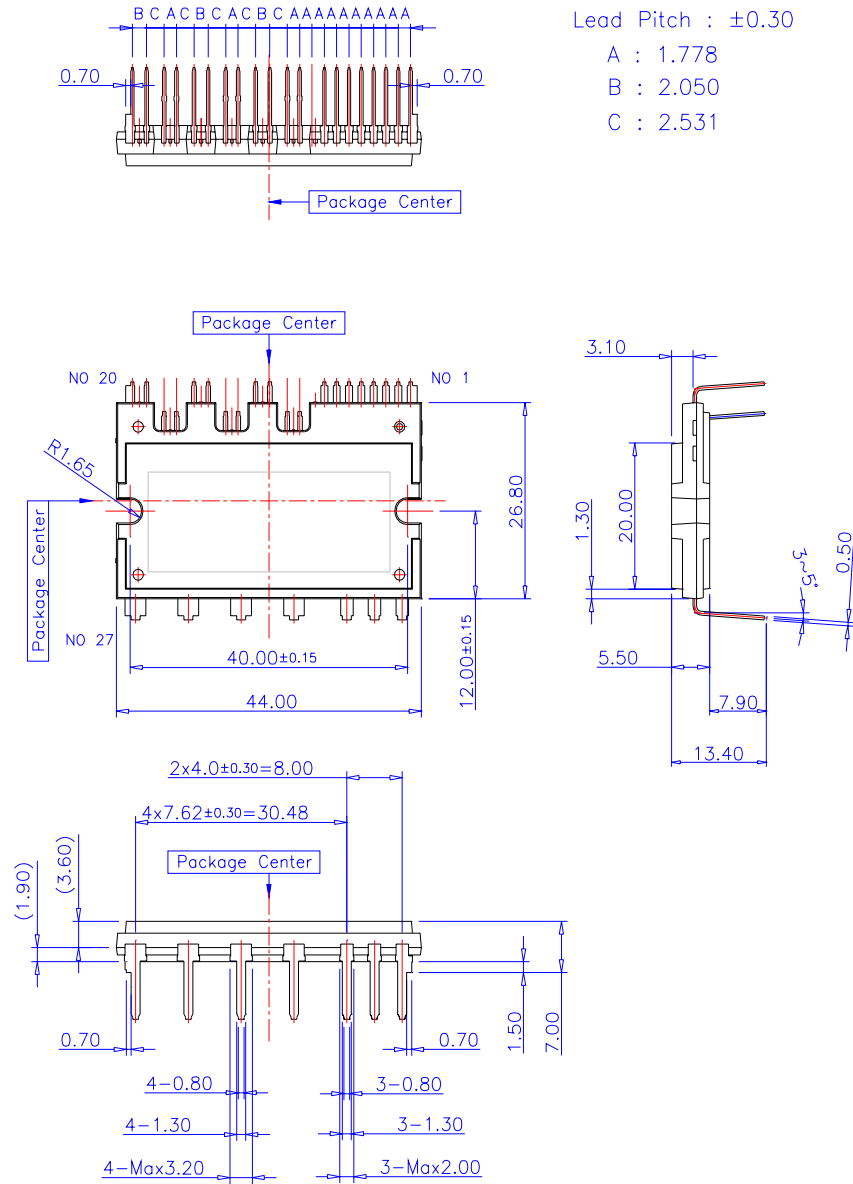 B C A C B C A C B C A A A A A A A A A A
Lead Pitch : ±0.30
A : 1.778
B : 2.050
C : 2.531
0.70
0.70
Package Center
Package Center
NO 20
NO 1
3.10
R1.65
Package Center
26.80
1.30
20.00
3~5°
0.50
NO 27
40.00±0.15
12.00±0.15
44.00
5.50
7.90
13.40
2x4.0±0.30=8.00
4x7.62±0.30=30.48
Package Center
(1.90)
(3.60)
1.50
7.00
0.70
0.70
4-0.80
3-0.80
4-1.30
3-1.30
4-Max3.20
3-Max2.00